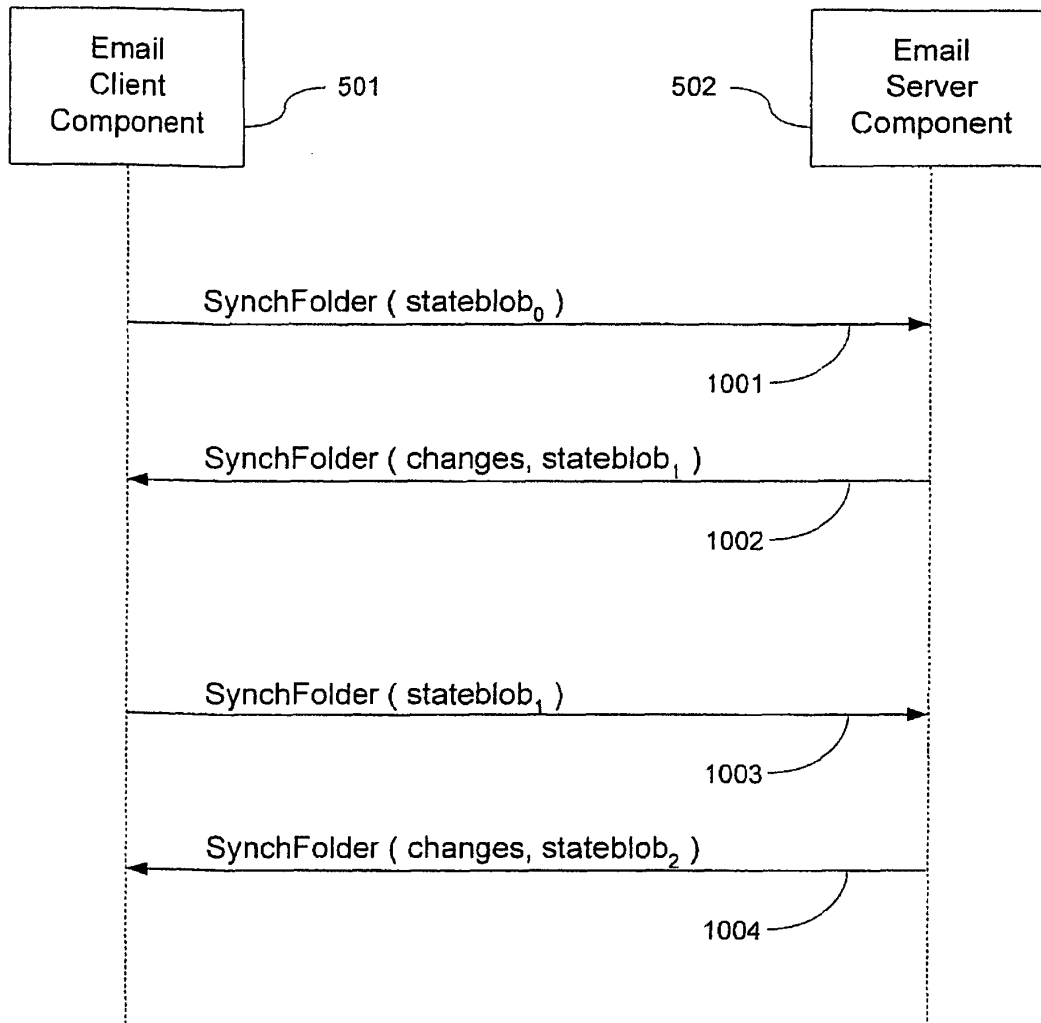 Email
Client
Component
501
502
Email
Server
Component
SynchFolder ( stateblob₀ )
1001
SynchFolder ( changes, stateblob₁ )
1002
SynchFolder ( stateblob₁ )
1003
SynchFolder ( changes, stateblob₂ )
1004